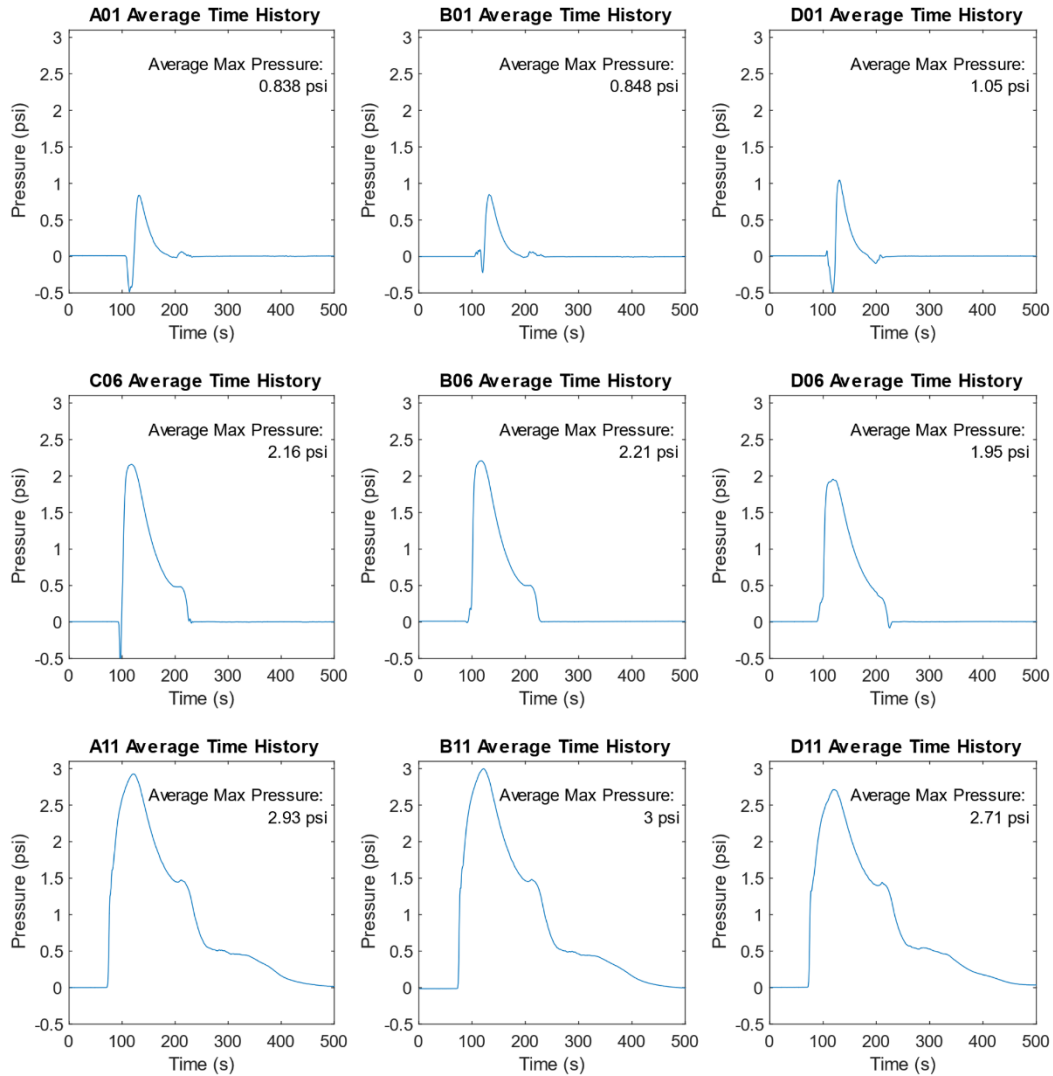 A01 Average Time History
3
2.5
2
1.5
1
0.5
0
-0.5
Pressure (psi)
Average Max Pressure:
0.838 psi
0 100 200 300 400 500
Time (s)
B01 Average Time History
3
2.5
2
1.5
1
0.5
0
-0.5
Pressure (psi)
Average Max Pressure:
0.848 psi
0 100 200 300 400 500
Time (s)
D01 Average Time History
3
2.5
2
1.5
1
0.5
0
-0.5
Pressure (psi)
Average Max Pressure:
1.05 psi
0 100 200 300 400 500
Time (s)
C06 Average Time History
3
2.5
2
1.5
1
0.5
0
-0.5
Pressure (psi)
Average Max Pressure:
2.16 psi
0 100 200 300 400 500
Time (s)
B06 Average Time History
3
2.5
2
1.5
1
0.5
0
-0.5
Pressure (psi)
Average Max Pressure:
2.21 psi
0 100 200 300 400 500
Time (s)
D06 Average Time History
3
2.5
2
1.5
1
0.5
0
-0.5
Pressure (psi)
Average Max Pressure:
1.95 psi
0 100 200 300 400 500
Time (s)
A11 Average Time History
3
2.5
2
1.5
1
0.5
0
-0.5
Pressure (psi)
Average Max Pressure:
2.93 psi
0 100 200 300 400 500
Time (s)
B11 Average Time History
3
2.5
2
1.5
1
0.5
0
-0.5
Pressure (psi)
Average Max Pressure:
3 psi
0 100 200 300 400 500
Time (s)
D11 Average Time History
3
2.5
2
1.5
1
0.5
0
-0.5
Pressure (psi)
Average Max Pressure:
2.71 psi
0 100 200 300 400 500
Time (s)